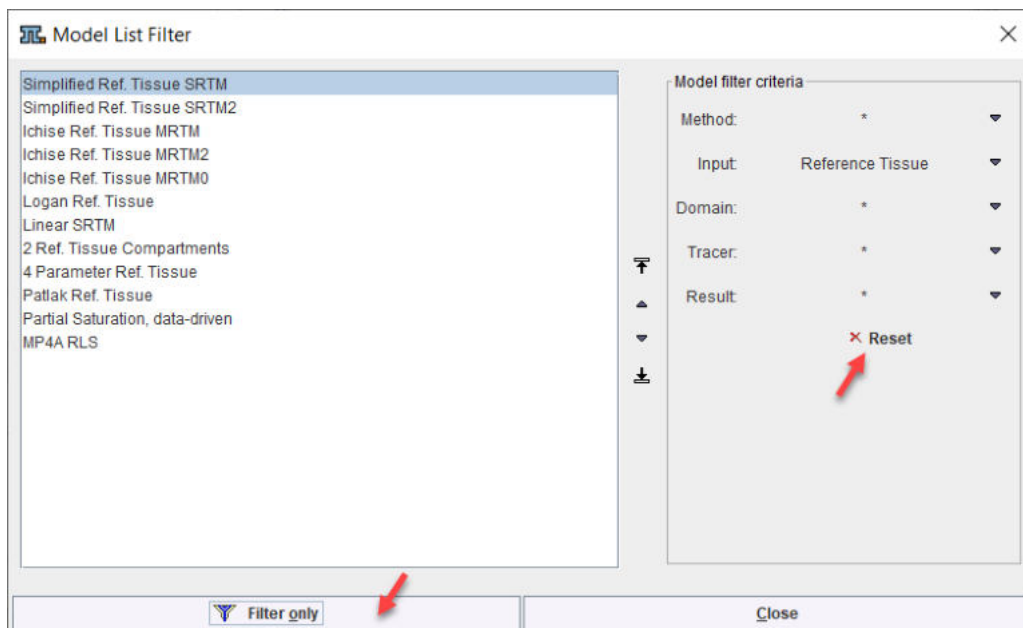 Model List Filter
Simplified Ref. Tissue SRTM
Simplified Ref. Tissue SRTM2
Ichise Ref. Tissue MRTM
Ichise Ref. Tissue MRTM2
Ichise Ref. Tissue MRTM0
Logan Ref. Tissue
Linear SRTM
2 Ref. Tissue Compartments
4 Parameter Ref. Tissue
Patlak Ref. Tissue
Partial Saturation, data-driven
MP4A RLS
Model filter criteria
Method: *
Input: Reference Tissue
Domain: *
Tracer: *
Result: *
Reset
Filter only
Close